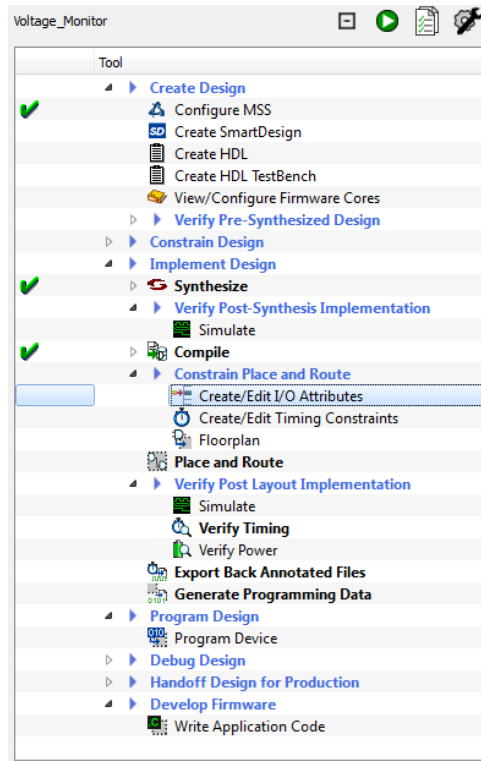 Voltage_Monitor
Tool
Create Design
Configure MSS
SD Create SmartDesign
Create HDL
Create HDL TestBench
View/Configure Firmware Cores
Verify Pre-Synthesized Design
Constrain Design
Implement Design
Synthesize
Verify Post-Synthesis Implementation
Simulate
Compile
Constrain Place and Route
Create/Edit I/O Attributes
Create/Edit Timing Constraints
Floorplan
Place and Route
Verify Post Layout Implementation
Simulate
Verify Timing
Verify Power
Export Back Annotated Files
Generate Programming Data
Program Design
Program Device
Debug Design
Handoff Design for Production
Develop Firmware
Write Application Code